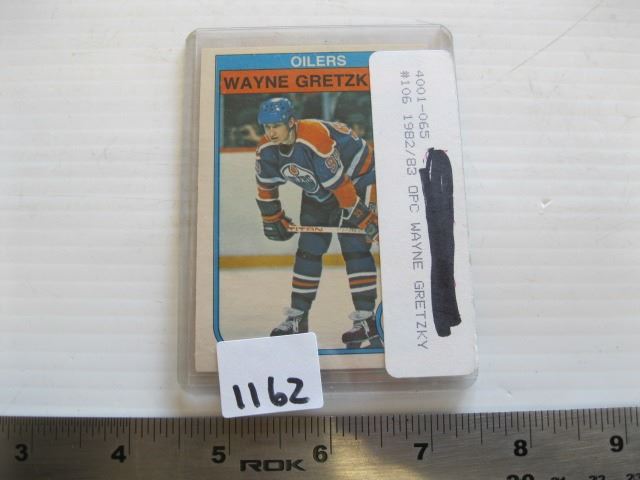 OILERS
WAYNE GRETZK
4001-065
#106 1982/83 OPC WAYNE GRETZKY
TITON
1162
3 4 5 6 7 8 9
ROK